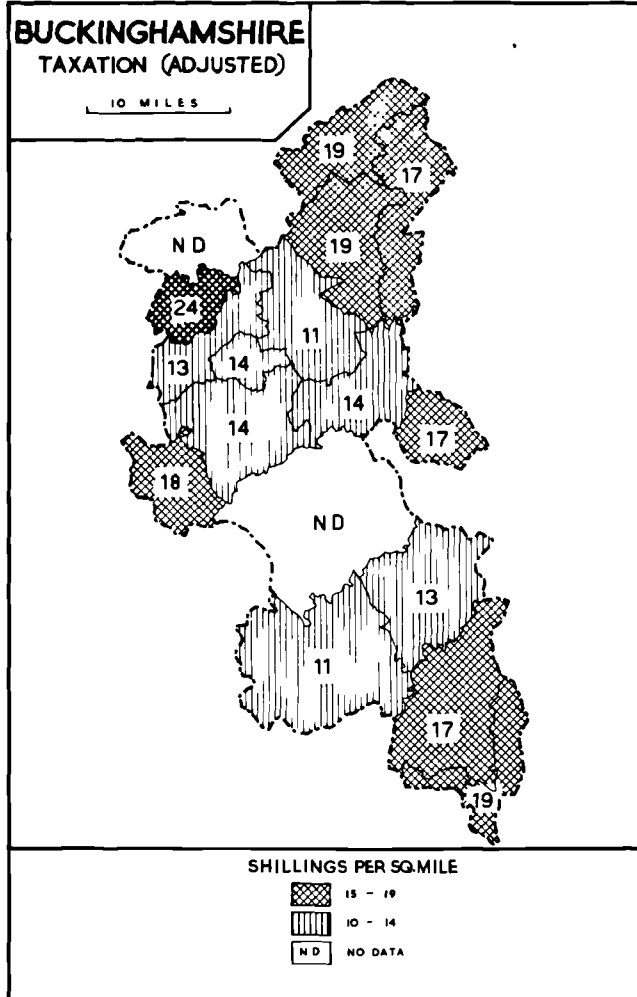 BUCKINGHAMSHIRE
TAXATION (ADJUSTED)
10 MILES
19
17
ND
19
24
11
13
14
14
14
17
18
ND
13
11
17
19
SHILLINGS PER SQ.MILE
15 - 19
10 - 14
ND NO DATA